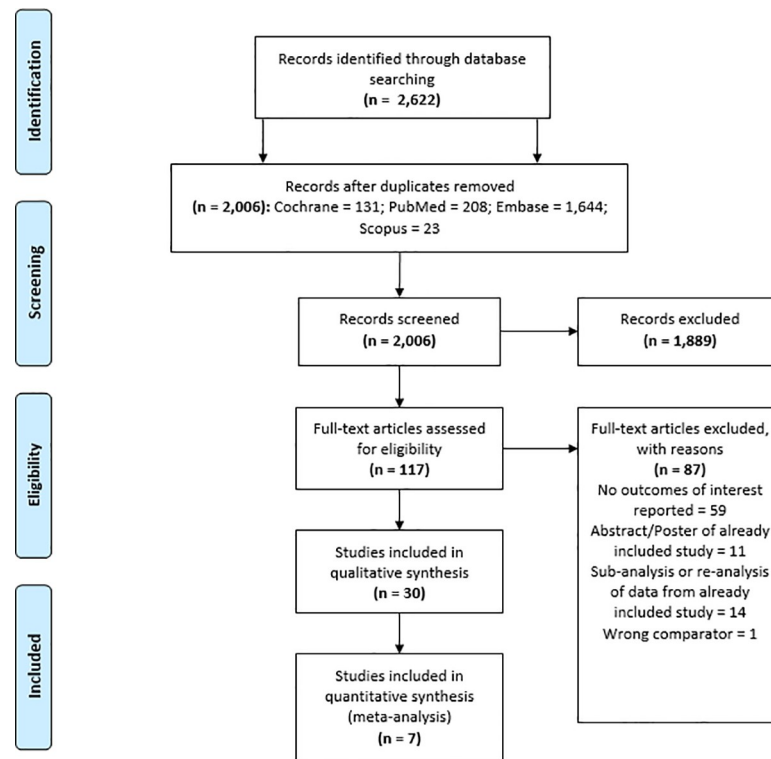 Identification
Records identified through database
searching
(n = 2,622)
Records after duplicates removed
(n = 2,006): Cochrane = 131; PubMed = 208; Embase = 1,644;
Scopus = 23
Screening
Records screened
(n = 2,006)
Records excluded
(n = 1,889)
Eligibility
Full-text articles assessed
for eligibility
(n = 117)
Full-text articles excluded,
with reasons
(n = 87)
No outcomes of interest
reported = 59
Abstract/Poster of already
included study = 11
Sub-analysis or re-analysis
of data from already
included study = 14
Wrong comparator = 1
Studies included in
qualitative synthesis
(n = 30)
Included
Studies included in
quantitative synthesis
(meta-analysis)
(n = 7)